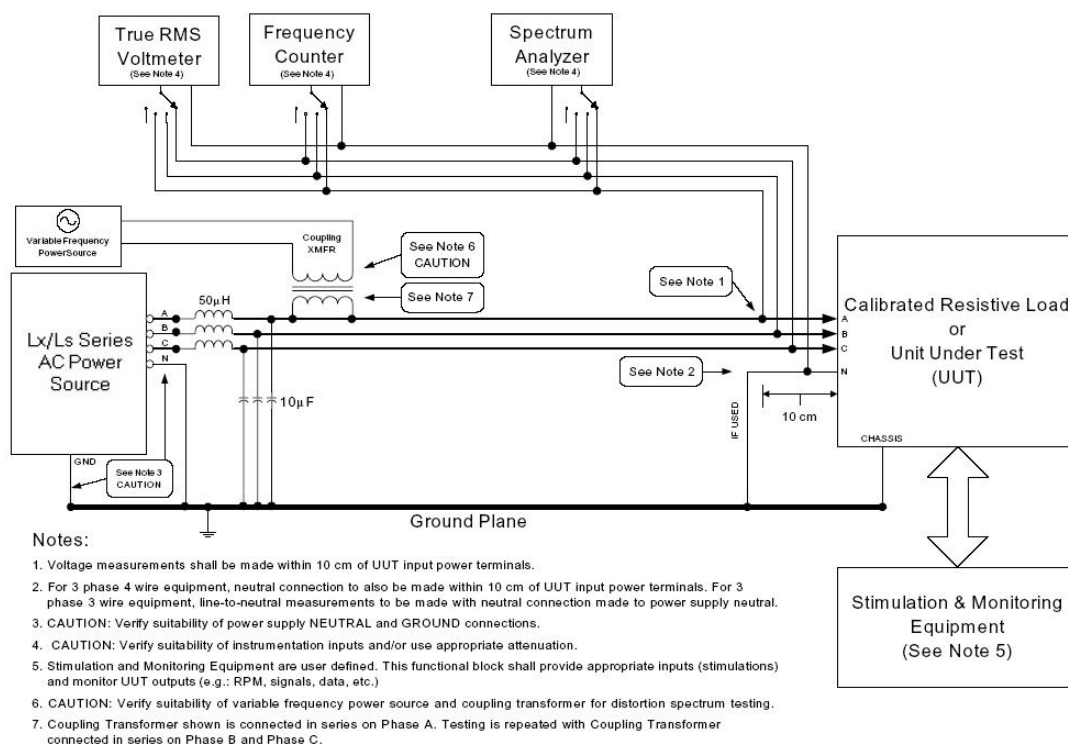 True RMS
Voltmeter
(See Note 4)
Frequency
Counter
(See Note 4)
Spectrum
Analyzer
(See Note 4)
Variable Frequency
PowerSource
Coupling
XMFR
See Note 6
CAUTION
See Note 7
See Note 1
50µH
A
B
C
N
Lx/Ls Series
AC Power
Source
10µF
See Note 2
10 cm
IF USED
A
B
C
N
Calibrated Resistive Load
or
Unit Under Test
(UUT)
CHASSIS
GND
See Note 3
CAUTION
Ground Plane
Stimulation & Monitoring
Equipment
(See Note 5)
Notes:
1. Voltage measurements shall be made within 10 cm of UUT input power terminals.
2. For 3 phase 4 wire equipment, neutral connection to also be made within 10 cm of UUT input power terminals. For 3
phase 3 wire equipment, line-to-neutral measurements to be made with neutral connection made to power supply neutral.
3. CAUTION: Verify suitability of power supply NEUTRAL and GROUND connections.
4. CAUTION: Verify suitability of instrumentation inputs and/or use appropriate attenuation.
5. Stimulation and Monitoring Equipment are user defined. This functional block shall provide appropriate inputs (stimulations)
and monitor UUT outputs (e.g.: RPM, signals, data, etc.)
6. CAUTION: Verify suitability of variable frequency power source and coupling transformer for distortion spectrum testing.
7. Coupling Transformer shown is connected in series on Phase A. Testing is repeated with Coupling Transformer
connected in series on Phase B and Phase C.